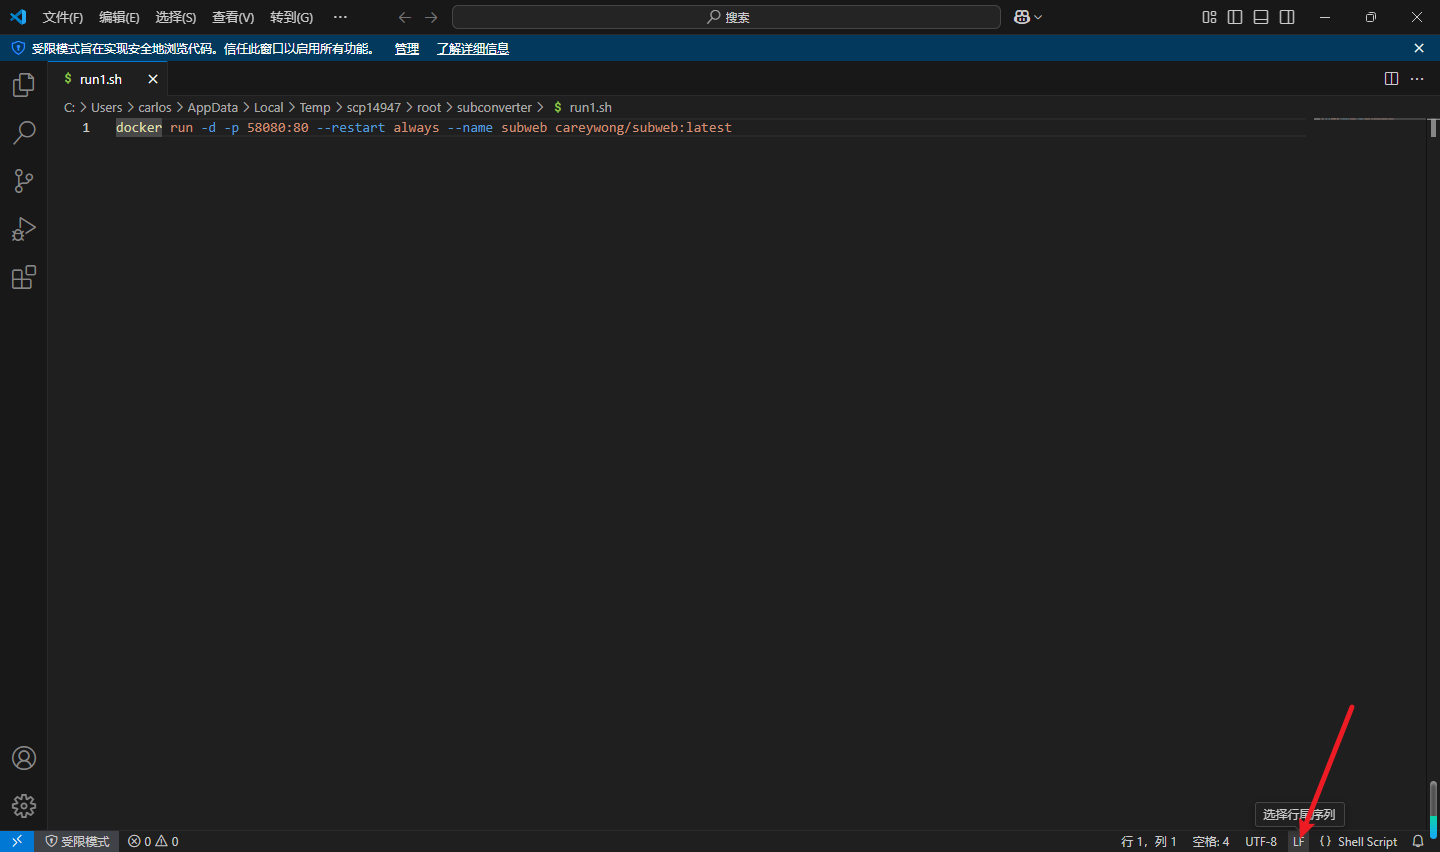 文件(F) 编辑(E) 选择(S) 查看(V) 转到(G) ··· 搜索
受限模式旨在实现安全地浏览代码。信任此窗口以启用所有功能。 管理 了解详细信息
$ run1.sh
C: > Users > carlos > AppData > Local > Temp > scp14947 > root > subconverter > $ run1.sh
1 docker run -d -p 58080:80 --restart always --name subweb careywong/subweb:latest
选择行尾序列
受限模式 0 0 行 1，列 1 空格: 4 UTF-8 LF {} Shell Script